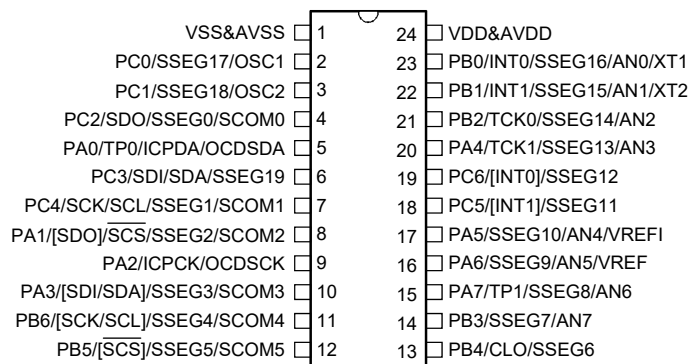 VSS&AVSS 1 24 VDD&AVDD
PC0/SSEG17/OSC1 2 23 PB0/INT0/SSEG16/AN0/XT1
PC1/SSEG18/OSC2 3 22 PB1/INT1/SSEG15/AN1/XT2
PC2/SDO/SSEG0/SCOM0 4 21 PB2/TCK0/SSEG14/AN2
PA0/TP0/ICPDA/OCDSDA 5 20 PA4/TCK1/SSEG13/AN3
PC3/SDI/SDA/SSEG19 6 19 PC6/[INT0]/SSEG12
PC4/SCK/SCL/SSEG1/SCOM1 7 18 PC5/[INT1]/SSEG11
PA1/[SDO]/SCS/SSEG2/SCOM2 8 17 PA5/SSEG10/AN4/VREFI
PA2/ICPCK/OCDSCK 9 16 PA6/SSEG9/AN5/VREF
PA3/[SDI/SDA]/SSEG3/SCOM3 10 15 PA7/TP1/SSEG8/AN6
PB6/[SCK/SCL]/SSEG4/SCOM4 11 14 PB3/SSEG7/AN7
PB5/[SCS]/SSEG5/SCOM5 12 13 PB4/CLO/SSEG6